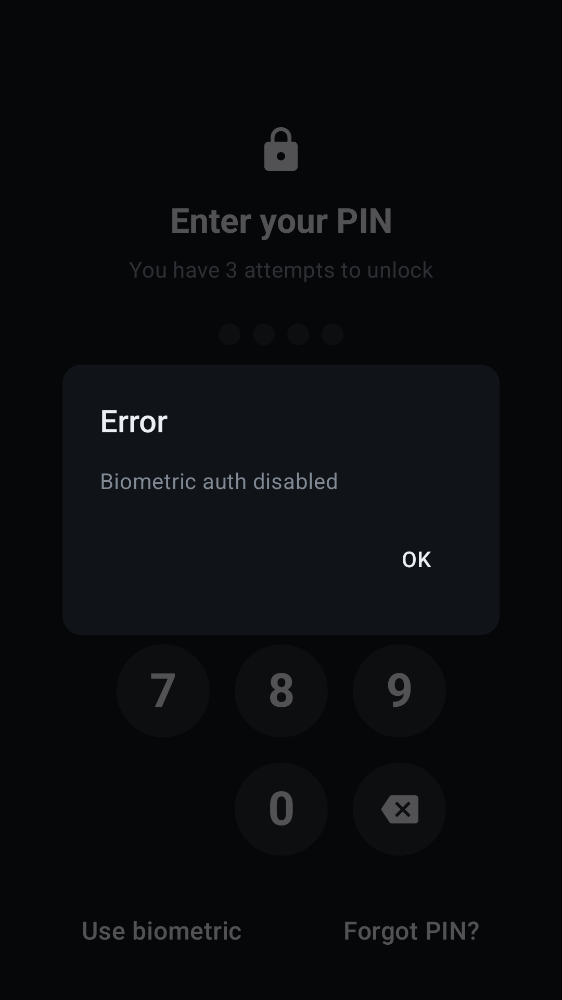 Enter your PIN
You have 3 attempts to unlock
Error
Biometric auth disabled
OK
7 8 9
0
Use biometric Forgot PIN?